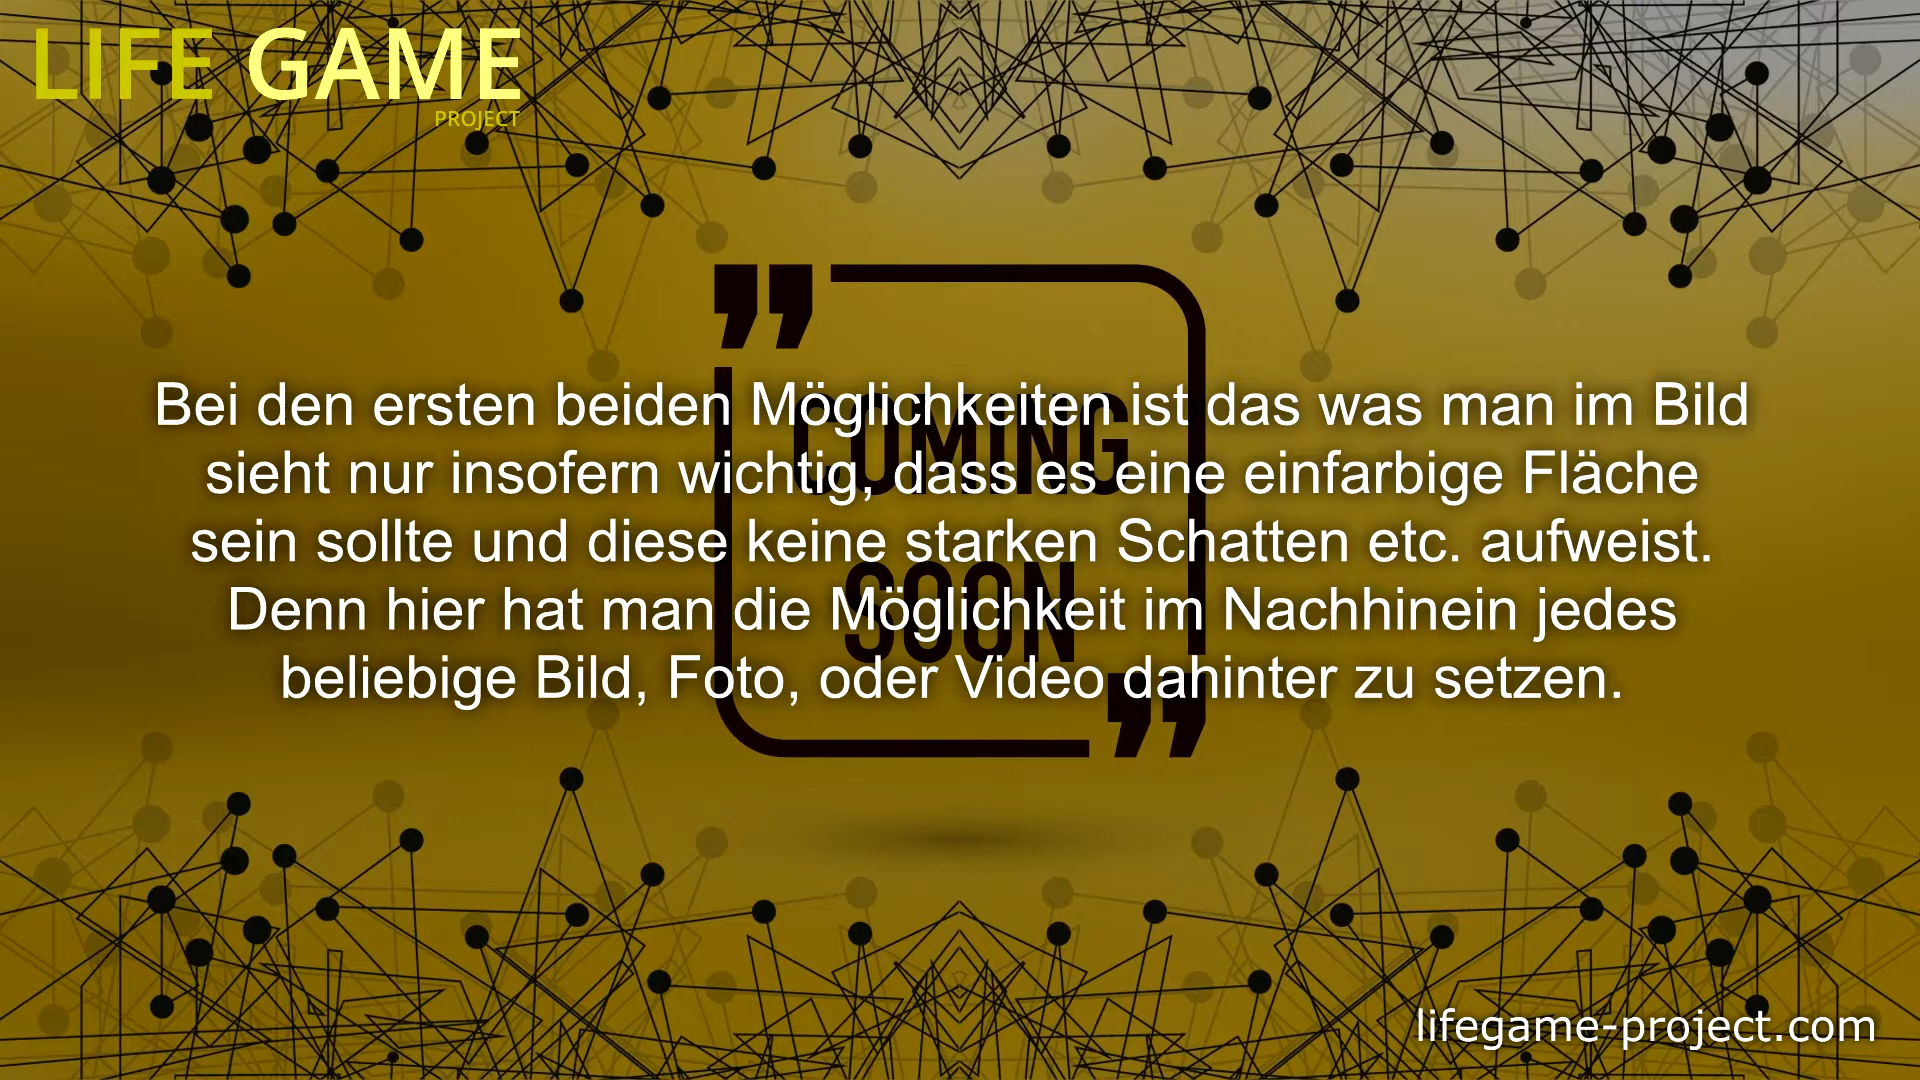 LIFE GAME
PROJECT
COMING
SOON
Bei den ersten beiden Möglichkeiten ist das was man im Bild
sieht nur insofern wichtig, dass es eine einfarbige Fläche
sein sollte und diese keine starken Schatten etc. aufweist.
Denn hier hat man die Möglichkeit im Nachhinein jedes
beliebige Bild, Foto, oder Video dahinter zu setzen.
lifegame-project.com